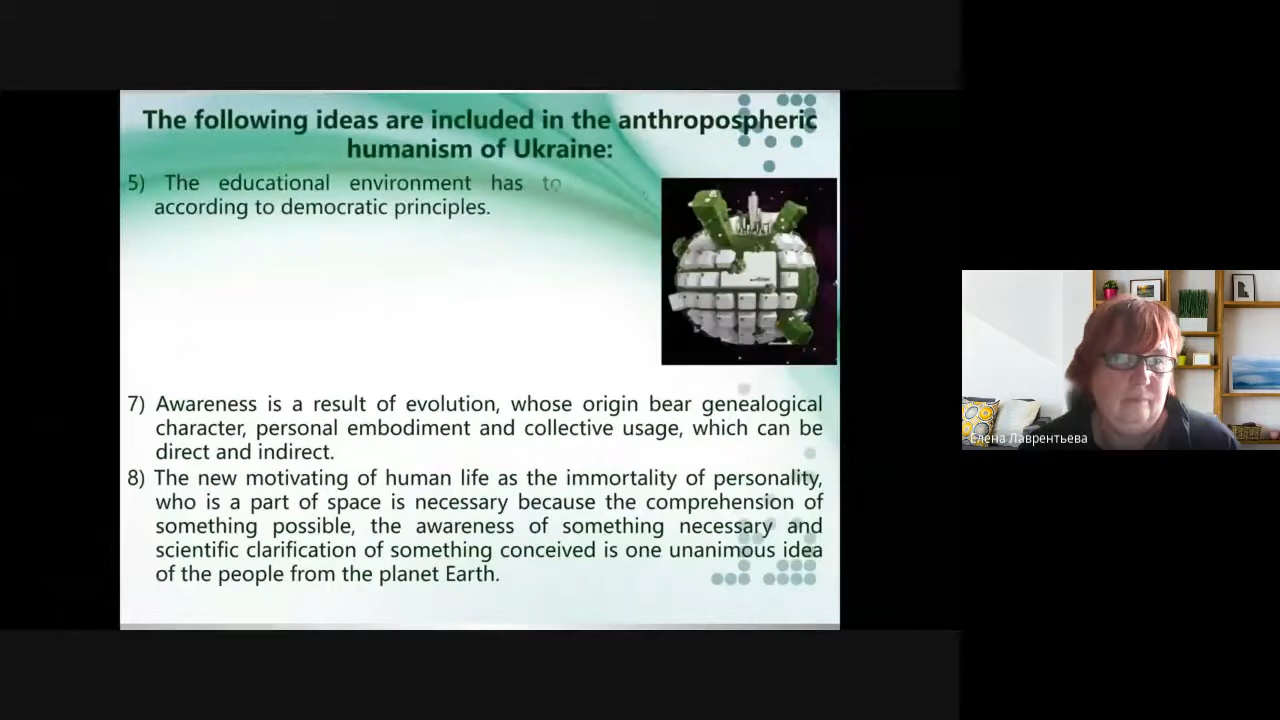 The following ideas are included in the anthropospheric
humanism of Ukraine:
5) The educational environment has to
according to democratic principles.
7) Awareness is a result of evolution, whose origin bear genealogical
character, personal embodiment and collective usage, which can be
direct and indirect.
8) The new motivating of human life as the immortality of personality,
who is a part of space is necessary because the comprehension of
something possible, the awareness of something necessary and
scientific clarification of something conceived is one unanimous idea
of the people from the planet Earth.
Елена Лаврентьева